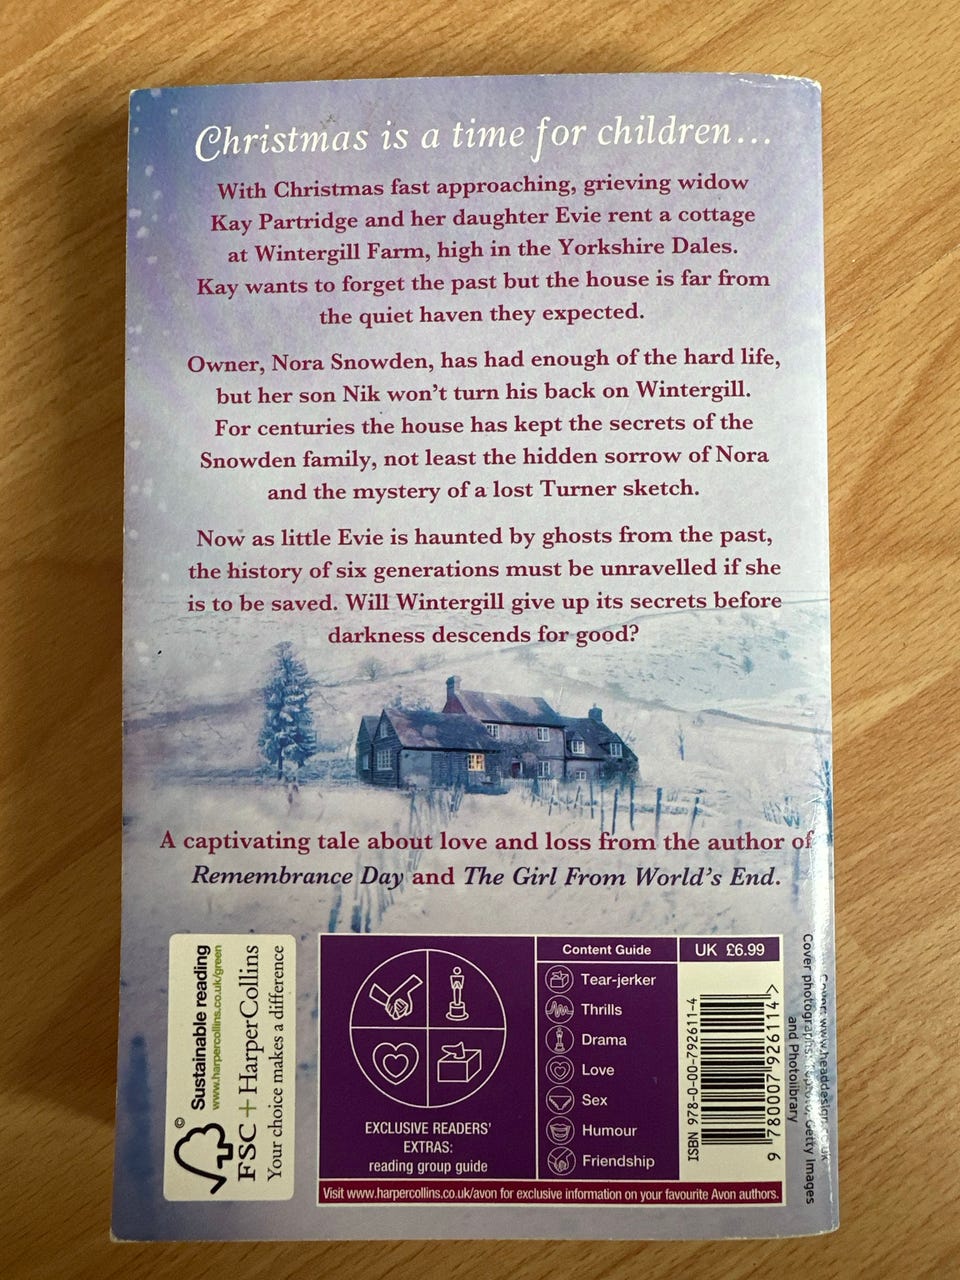 Christmas is a time for children...
With Christmas fast approaching, grieving widow
Kay Partridge and her daughter Evie rent a cottage
at Wintergill Farm, high in the Yorkshire Dales.
Kay wants to forget the past but the house is far from
the quiet haven they expected.
Owner, Nora Snowden, has had enough of the hard life,
but her son Nik won't turn his back on Wintergill.
For centuries the house has kept the secrets of the
Snowden family, not least the hidden sorrow of Nora
and the mystery of a lost Turner sketch.
Now as little Evie is haunted by ghosts from the past,
the history of six generations must be unravelled if she
is to be saved. Will Wintergill give up its secrets before
darkness descends for good?
A captivating tale about love and loss from the author of
Remembrance Day and The Girl From World's End.
Sustainable reading
www.harpercollins.co.uk/green
FSC + HarperCollins
Your choice makes a difference
©
EXCLUSIVE READERS'
EXTRAS:
reading group guide
Content Guide
Tear-jerker
Thrills
Drama
Love
Sex
Humour
Friendship
UK £6.99
ISBN 978-0-00-792611-4
9 780007 926114 >
Visit www.harpercollins.co.uk/avon for exclusive information on your favourite Avon authors.
Cover photographs: Getty Images
and Photolibrary